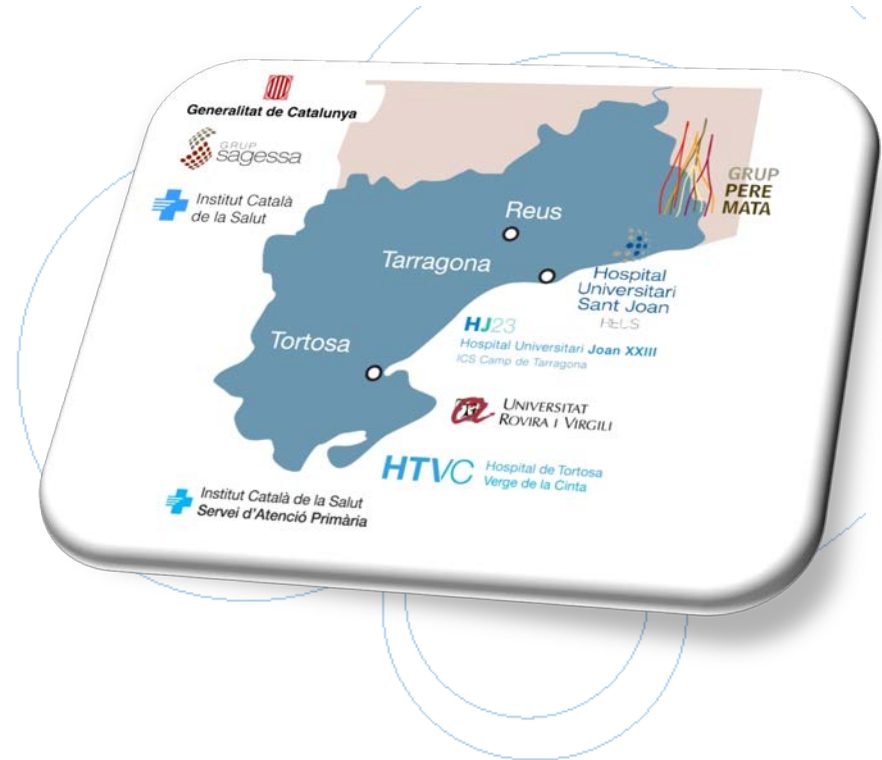 Generalitat de Catalunya
GRUP
sagessa
Institut Català
de la Salut
GRUP
PERE
MATA
Reus
Tarragona
Hospital
Universitari
Sant Joan
REUS
HJ23
Hospital Universitari Joan XXIII
ICS Camp de Tarragona
Tortosa
UNIVERSITAT
ROVIRA I VIRGILI
HTVC
Hospital de Tortosa
Verge de la Cinta
Institut Català de la Salut
Servei d'Atenció Primària